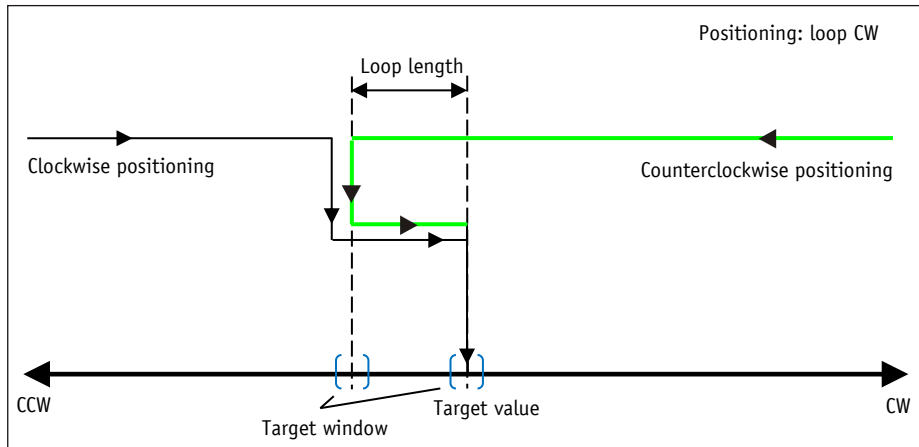 Positioning: loop CW
Loop length
Clockwise positioning
Counterclockwise positioning
CCW
Target window
Target value
CW